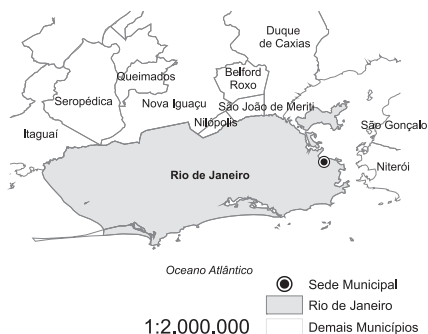 Duque
de Caxias
Belford
Roxo
Queimados
Seropédica
Nova Iguaçu
São João de Meriti
São Gonçalo
Itaguaí
Nilópolis
Niterói
Rio de Janeiro
Oceano Atlântico
Sede Municipal
Rio de Janeiro
Demais Municípios
1:2.000.000